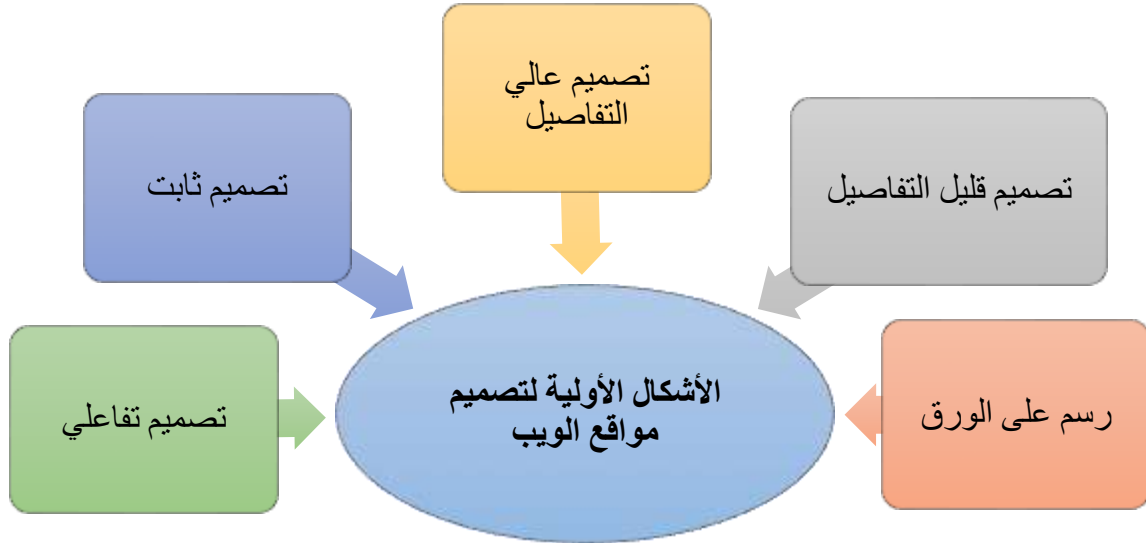 تصميم عالي
التفاصيل
تصميم قليل التفاصيل
تصميم ثابت
رسم على الورق
الأشكال الأولية لتصميم
مواقع الويب
تصميم تفاعلي